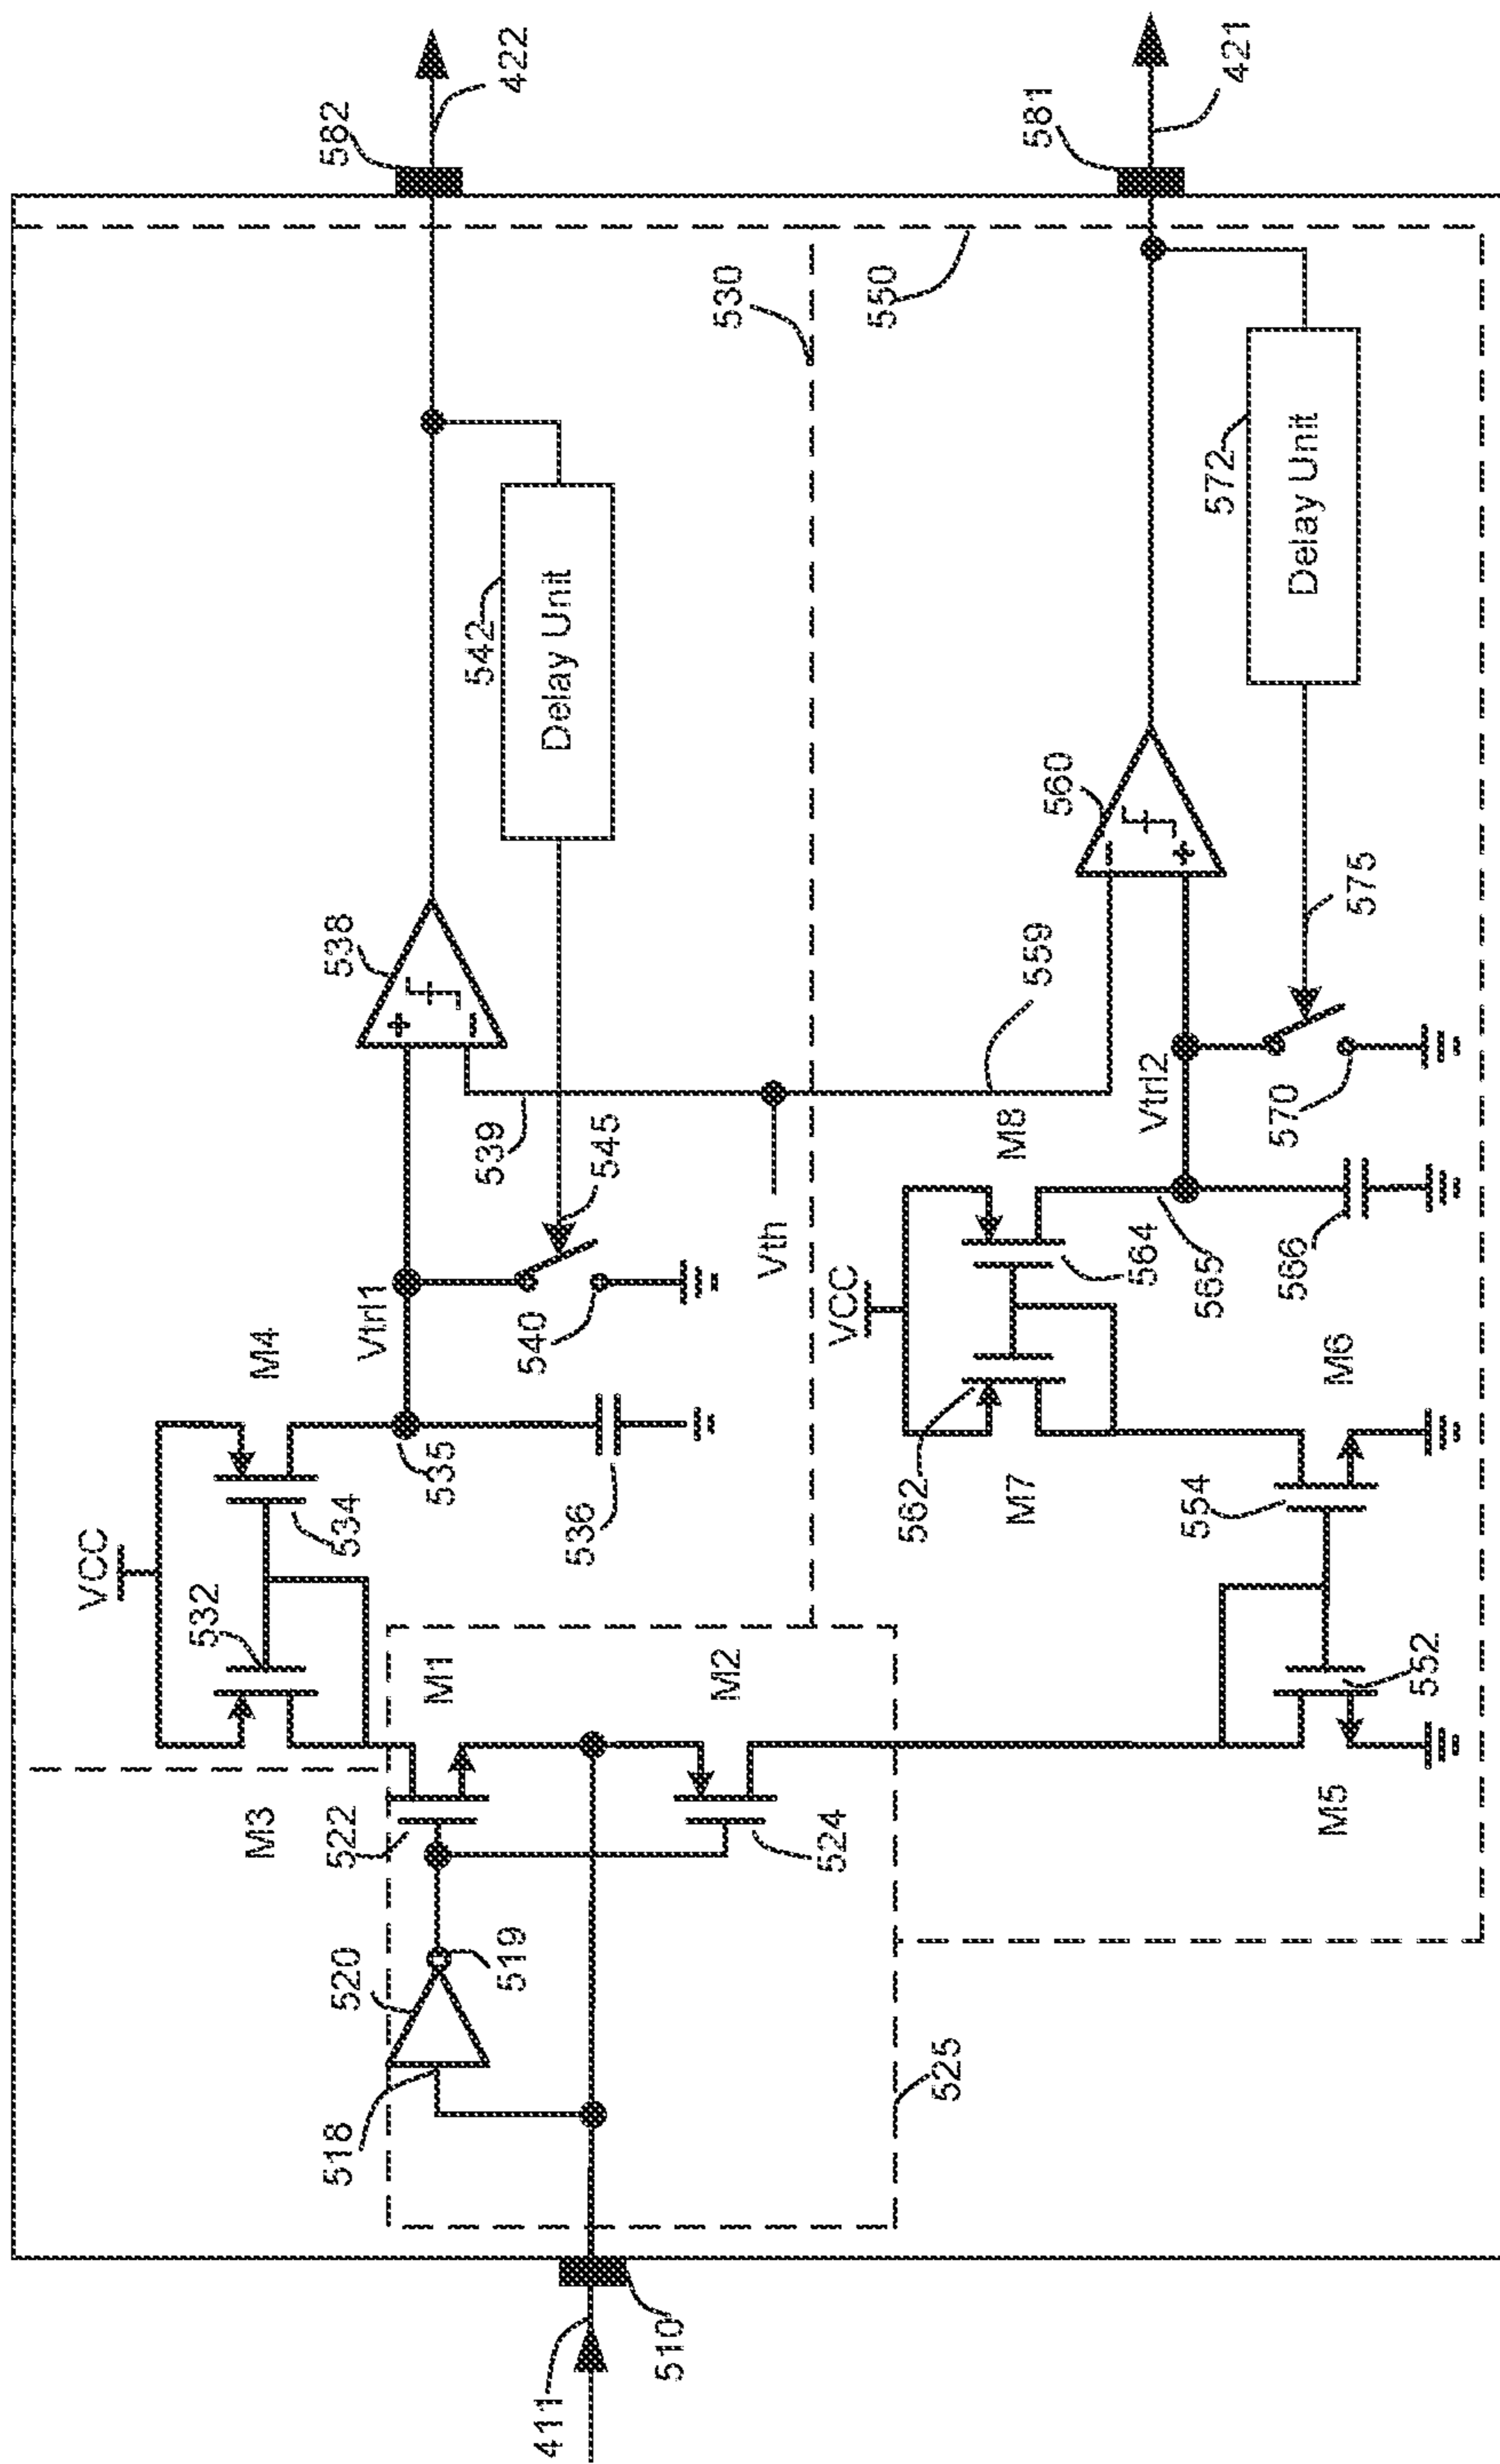 422
582
VCC
532
534
M4
M3
Vtrl1
538
535
540
545
539
536
542
Delay Unit
530
520
522
M1
518
519
M2
524
525
411
510
Vth
550
421
581
VCC
M8
559
560
562
M7
564
565
Vtrl2
566
570
575
572
Delay Unit
554
M6
552
M5